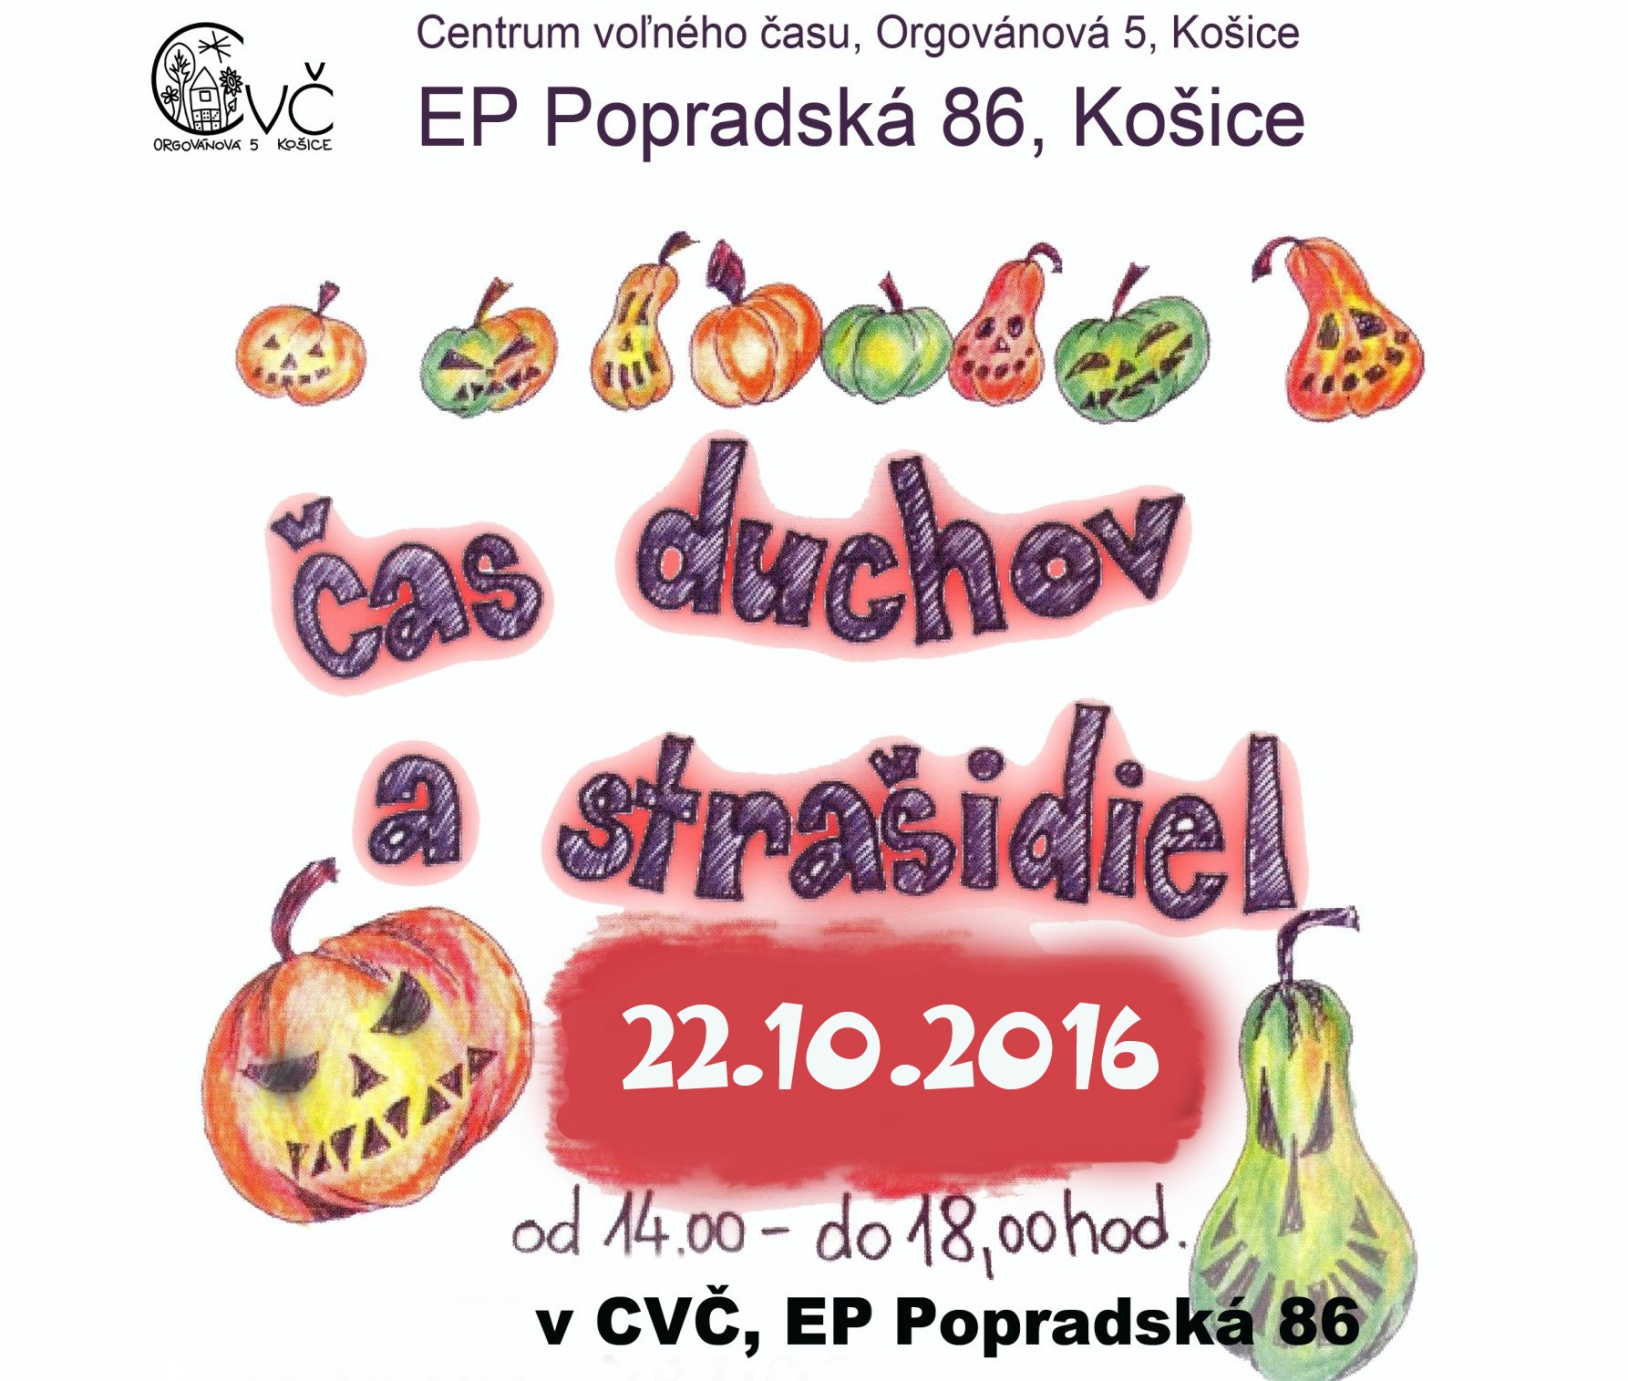 Centrum voľného času, Orgovánová 5, Košice
EP Popradská 86, Košice
CVČ
ORGOVÁNOVÁ 5 KOŠICE
čas duchov
a strašidiel
22.10.2016
od 14.00 - do 18,00 hod.
v CVČ, EP Popradská 86